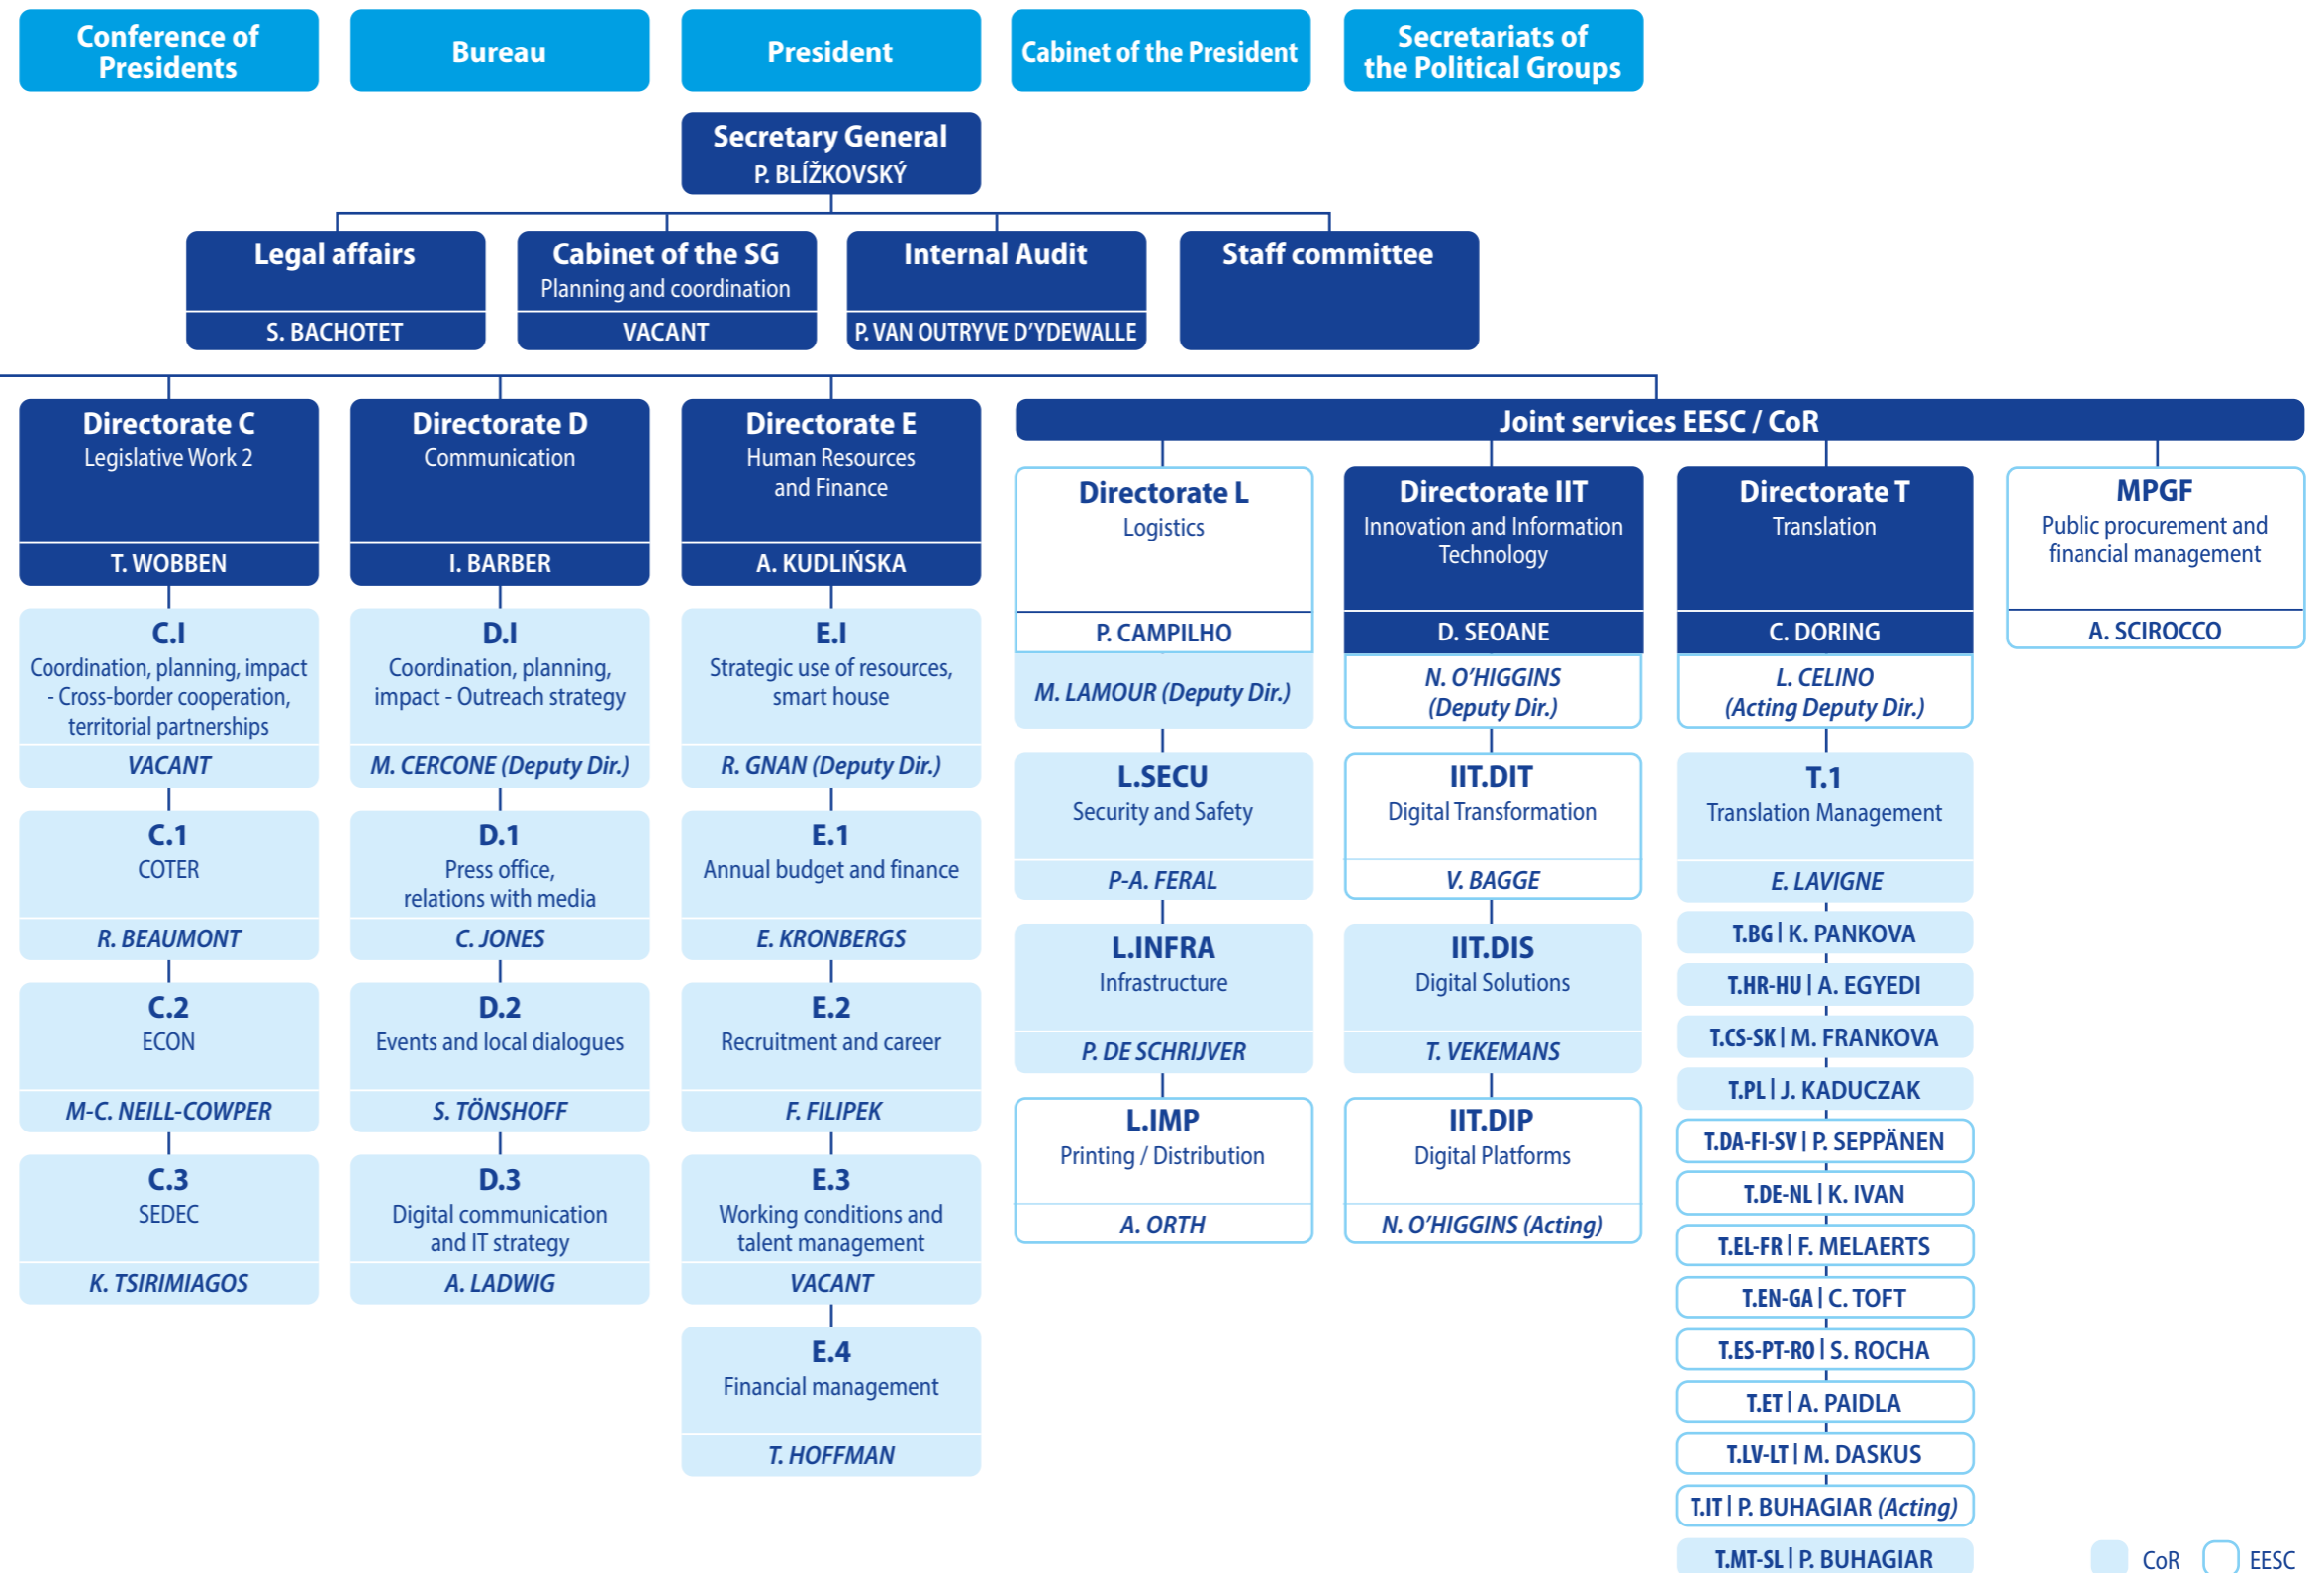 Conference of
Presidents
Bureau
President
Cabinet of the President
Secretariats of
the Political Groups
Secretary General
P. BLÍŽKOVSKÝ
Legal affairs
S. BACHOTET
Cabinet of the SG
Planning and coordination
VACANT
Internal Audit
P. VAN OUTRYVE D’YDEWALLE
Staff committee
Directorate C
Legislative Work 2
T. WOBBEN
C.I
Coordination, planning, impact
- Cross-border cooperation,
territorial partnerships
VACANT
C.1
COTER
R. BEAUMONT
C.2
ECON
M-C. NEILL-COWPER
C.3
SEDEC
K. TSIRIMIAGOS
Directorate D
Communication
I. BARBER
D.I
Coordination, planning,
impact - Outreach strategy
M. CERCONE (Deputy Dir.)
D.1
Press office,
relations with media
C. JONES
D.2
Events and local dialogues
S. TÖNSHOFF
D.3
Digital communication
and IT strategy
A. LADWIG
Directorate E
Human Resources
and Finance
A. KUDLIŃSKA
E.I
Strategic use of resources,
smart house
R. GNAN (Deputy Dir.)
E.1
Annual budget and finance
E. KRONBERGS
E.2
Recruitment and career
F. FILIPEK
E.3
Working conditions and
talent management
VACANT
E.4
Financial management
T. HOFFMAN
Joint services EESC / CoR
Directorate L
Logistics
P. CAMPILHO
M. LAMOUR (Deputy Dir.)
L.SECU
Security and Safety
P-A. FERAL
L.INFRA
Infrastructure
P. DE SCHRIJVER
L.IMP
Printing / Distribution
A. ORTH
Directorate IIT
Innovation and Information
Technology
D. SEOANE
N. O’HIGGINS
(Deputy Dir.)
IIT.DIT
Digital Transformation
V. BAGGE
IIT.DIS
Digital Solutions
T. VEKEMANS
IIT.DIP
Digital Platforms
N. O’HIGGINS (Acting)
Directorate T
Translation
C. DORING
L. CELINO
(Acting Deputy Dir.)
T.1
Translation Management
E. LAVIGNE
T.BG | K. PANKOVA
T.HR-HU | A. EGYEDI
T.CS-SK | M. FRANKOVA
T.PL | J. KADUCZAK
T.DA-FI-SV | P. SEPPÄNEN
T.DE-NL | K. IVAN
T.EL-FR | F. MELAERTS
T.EN-GA | C. TOFT
T.ES-PT-RO | S. ROCHA
T.ET | A. PAIDLA
T.LV-LT | M. DASKUS
T.IT | P. BUHAGIAR (Acting)
T.MT-SL | P. BUHAGIAR
MPGF
Public procurement and
financial management
A. SCIROCCO
CoR
EESC